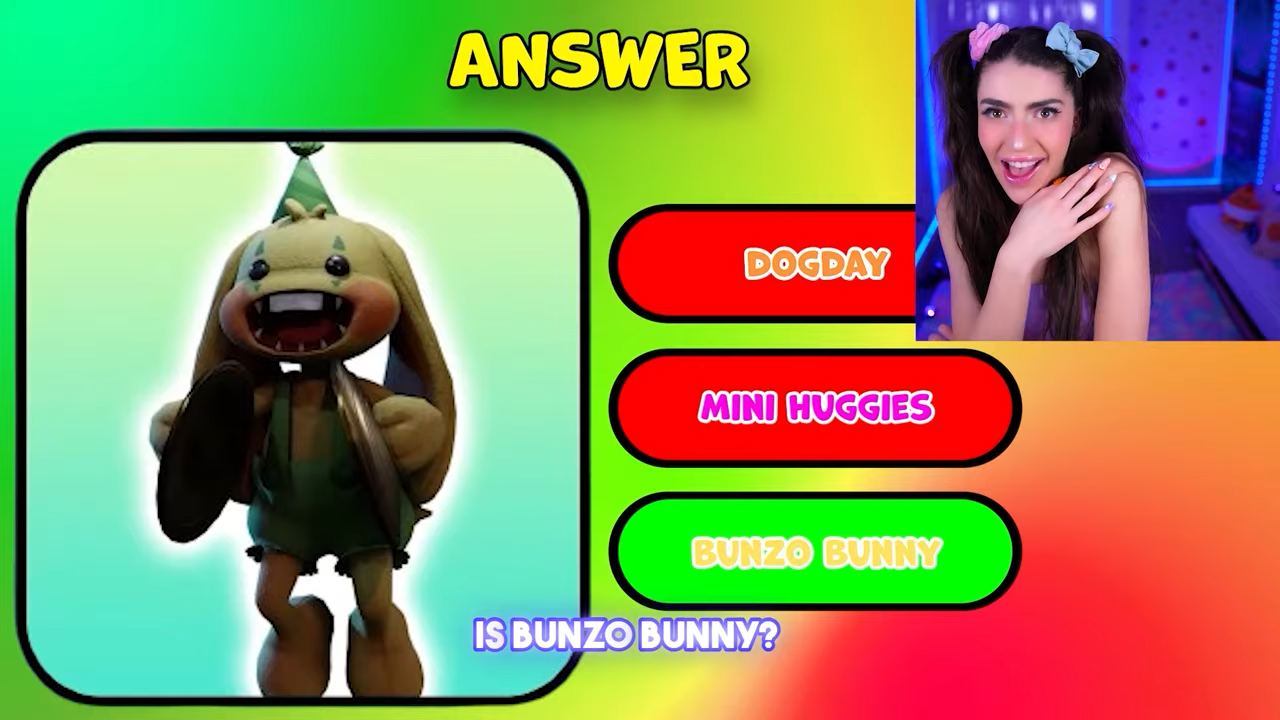 ANSWER
DOGDAY
MINI HUGGIES
BUNZO BUNNY
IS BUNZO BUNNY?